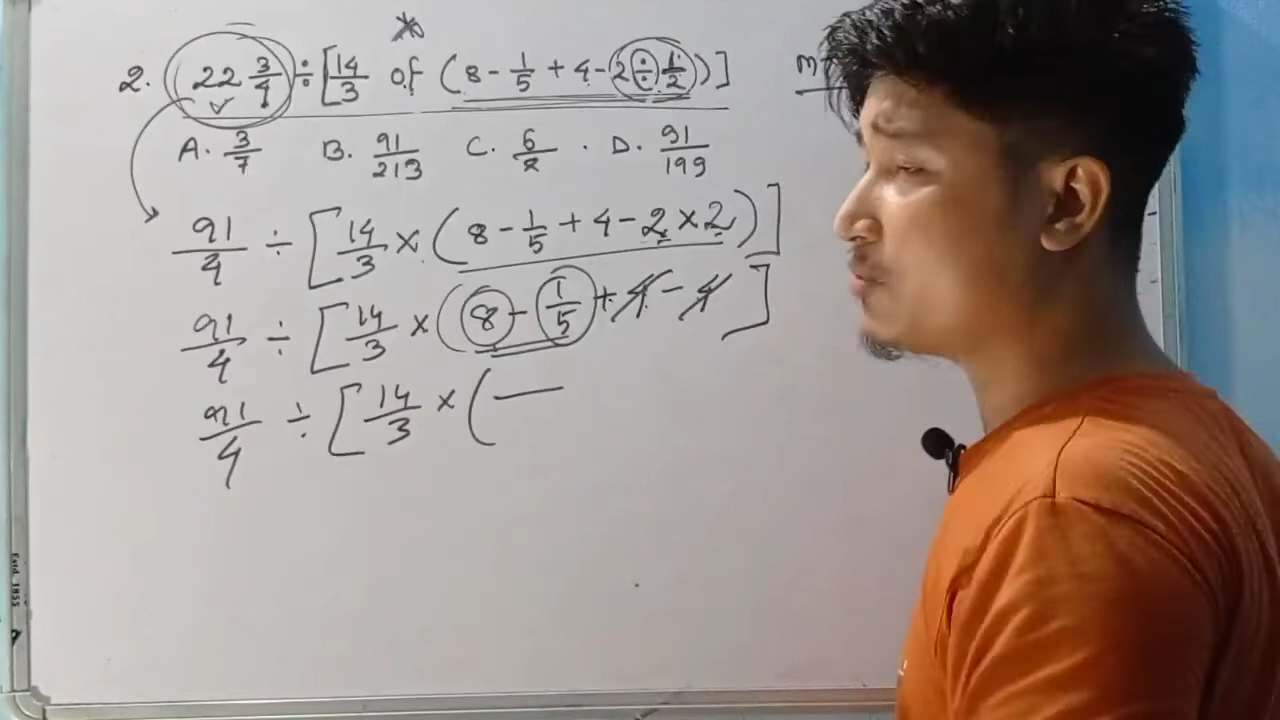 2. 22 3/4 ÷ [14/3 of (8 - 1/5 + 4 - 2 ÷ 1/2)]
A. 3/7 B. 91/213 C. 6/7 . D. 91/199
91/4 ÷ [14/3 × (8 - 1/5 + 4 - 2 × 2)]
91/4 ÷ [14/3 × (8 - 1/5 + 4 - 4]
91/4 ÷ [14/3 × (